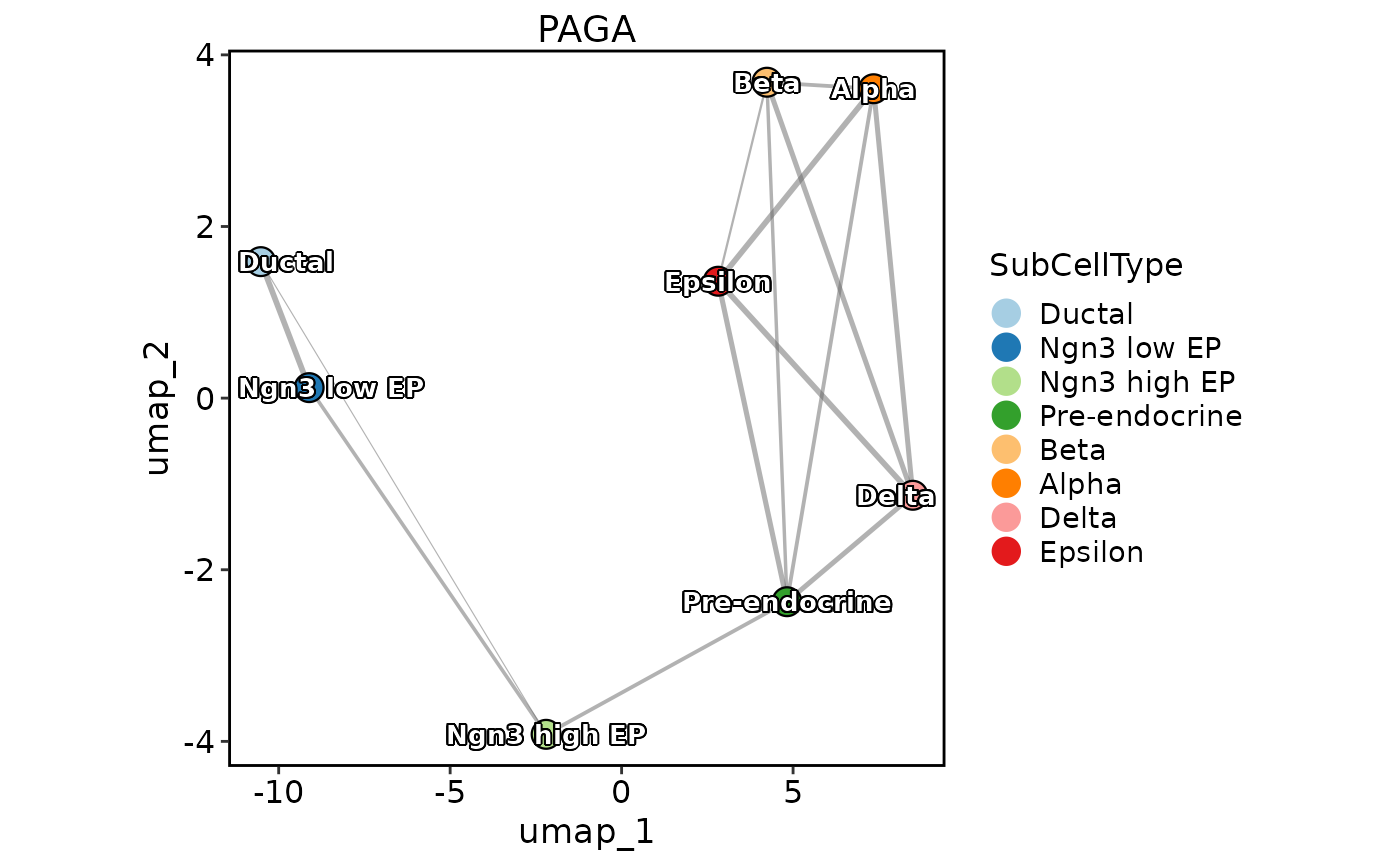 PAGA
4
2
0
-2
-4
umap_2
Beta
Alpha
Ductal
Epsilon
Ngn3 low EP
Delta
Pre-endocrine
Ngn3 high EP
-10
-5
0
5
umap_1
SubCellType
Ductal
Ngn3 low EP
Ngn3 high EP
Pre-endocrine
Beta
Alpha
Delta
Epsilon